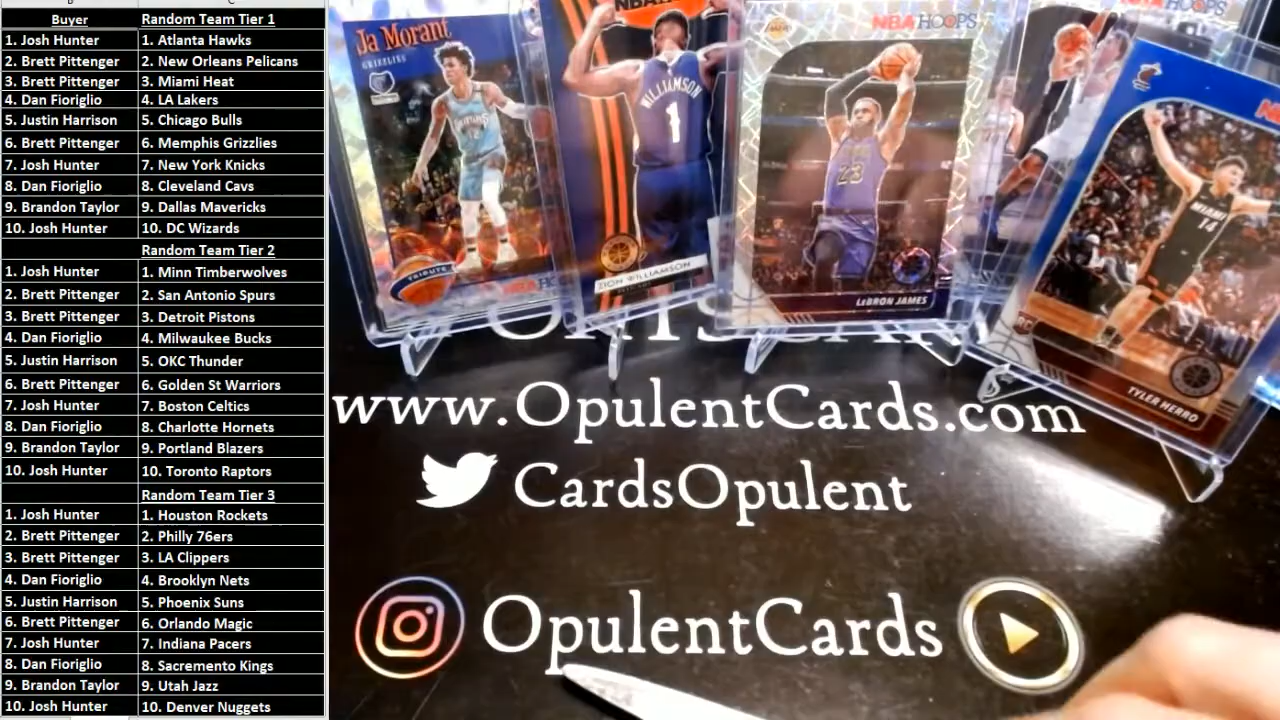 B C
Buyer Random Team Tier 1
1. Josh Hunter 1. Atlanta Hawks
2. Brett Pittenger 2. New Orleans Pelicans
3. Brett Pittenger 3. Miami Heat
4. Dan Fioriglio 4. LA Lakers
5. Justin Harrison 5. Chicago Bulls
6. Brett Pittenger 6. Memphis Grizzlies
7. Josh Hunter 7. New York Knicks
8. Dan Fioriglio 8. Cleveland Cavs
9. Brandon Taylor 9. Dallas Mavericks
10. Josh Hunter 10. DC Wizards
Random Team Tier 2
1. Josh Hunter 1. Minn Timberwolves
2. Brett Pittenger 2. San Antonio Spurs
3. Brett Pittenger 3. Detroit Pistons
4. Dan Fioriglio 4. Milwaukee Bucks
5. Justin Harrison 5. OKC Thunder
6. Brett Pittenger 6. Golden St Warriors
7. Josh Hunter 7. Boston Celtics
8. Dan Fioriglio 8. Charlotte Hornets
9. Brandon Taylor 9. Portland Blazers
10. Josh Hunter 10. Toronto Raptors
Random Team Tier 3
1. Josh Hunter 1. Houston Rockets
2. Brett Pittenger 2. Philly 76ers
3. Brett Pittenger 3. LA Clippers
4. Dan Fioriglio 4. Brooklyn Nets
5. Justin Harrison 5. Phoenix Suns
6. Brett Pittenger 6. Orlando Magic
7. Josh Hunter 7. Indiana Pacers
8. Dan Fioriglio 8. Sacremento Kings
9. Brandon Taylor 9. Utah Jazz
10. Josh Hunter 10. Denver Nuggets
Ja Morant
GRIZZLIES
TRIBUTE
WILLIAMSON
1
ZION WILLIAMSON
NBA HOOPS
23
LeBRON JAMES
MIAMI
14
RC
TYLER HERRO
www.OpulentCards.com
CardsOpulent
OpulentCards